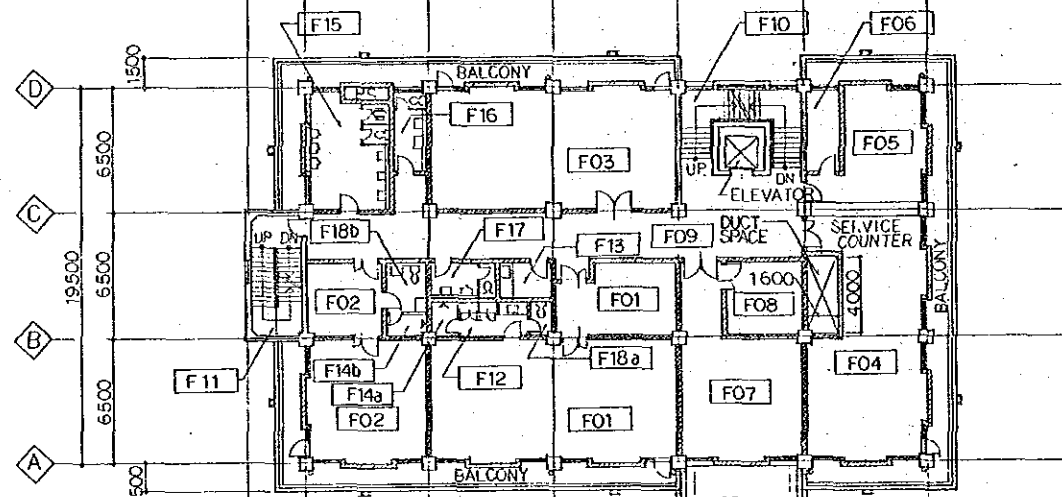 F15
F10
F06
1500
BALCONY
D
F16
F05
6500
F03
UP
DN
ELEVATOR
C
F18b
F17
F13
F09
DUCT
SPACE
SERVICE
COUNTER
UP
DN
19500
6500
F02
F01
1600
F08
4000
BALCONY
B
F11
F14b
F14a
F12
F18a
F04
6500
F02
F01
F07
A
BALCONY
500